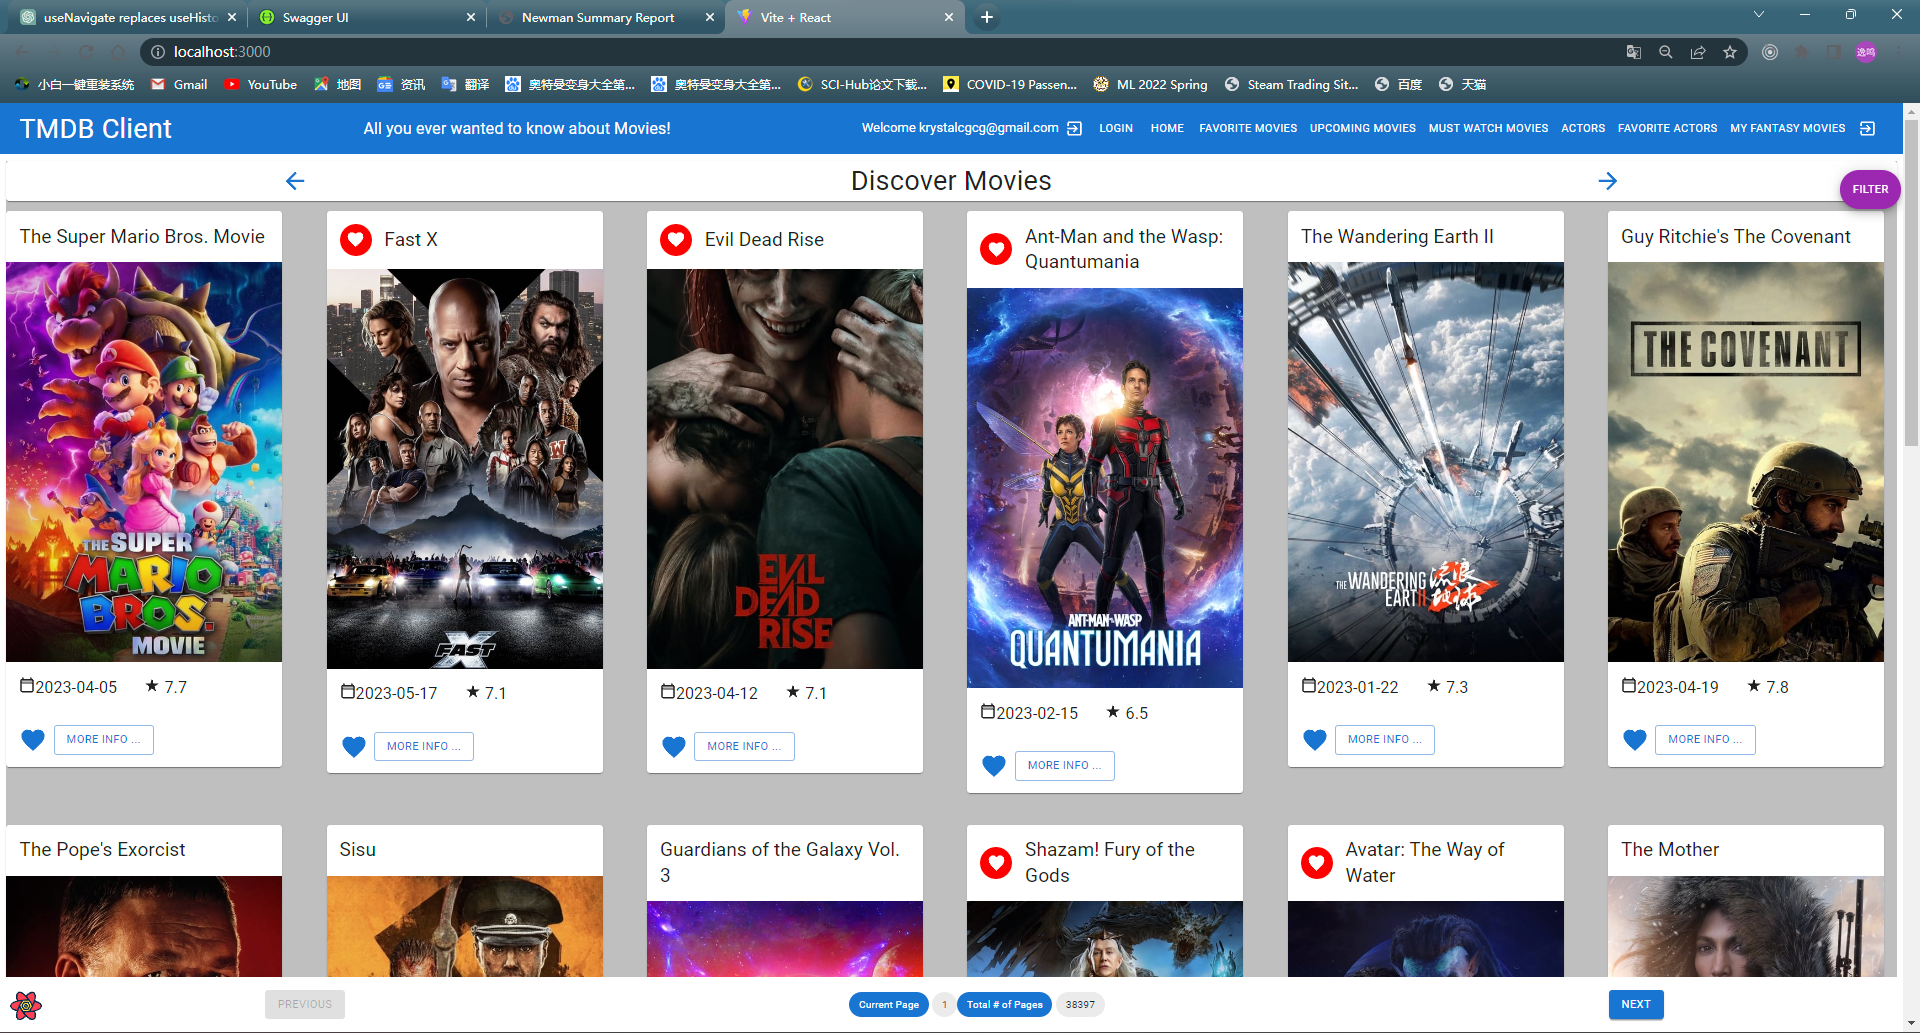 useNavigate replaces useHisto
Swagger UI
Newman Summary Report
Vite + React
localhost:3000
逸鸣
小白一键重装系统
Gmail
YouTube
地图
资讯
翻译
奥特曼变身大全第...
奥特曼变身大全第...
SCI-Hub论文下载...
COVID-19 Passen...
ML 2022 Spring
Steam Trading Sit...
百度
天猫
TMDB Client
All you ever wanted to know about Movies!
Welcome krystalcgcg@gmail.com
LOGIN
HOME
FAVORITE MOVIES
UPCOMING MOVIES
MUST WATCH MOVIES
ACTORS
FAVORITE ACTORS
MY FANTASY MOVIES
Discover Movies
FILTER
The Super Mario Bros. Movie
THE SUPER
MARIO
BROS.
MOVIE
2023-04-05
7.7
MORE INFO ...
Fast X
FAST X
2023-05-17
7.1
MORE INFO ...
Evil Dead Rise
EVIL
DEAD
RISE
2023-04-12
7.1
MORE INFO ...
Ant-Man and the Wasp:
Quantumania
ANT-MAN AND THE WASP
QUANTUMANIA
2023-02-15
6.5
MORE INFO ...
The Wandering Earth II
THE WANDERING
EARTH II
流浪
地球
2023-01-22
7.3
MORE INFO ...
Guy Ritchie's The Covenant
THE COVENANT
2023-04-19
7.8
MORE INFO ...
The Pope's Exorcist
Sisu
Guardians of the Galaxy Vol.
3
Shazam! Fury of the
Gods
Avatar: The Way of
Water
The Mother
PREVIOUS
Current Page
1
Total # of Pages
38397
NEXT